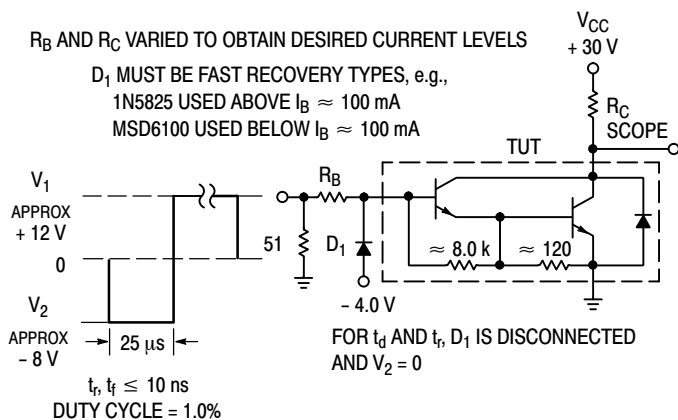 R_B AND R_C VARIED TO OBTAIN DESIRED CURRENT LEVELS
D_1 MUST BE FAST RECOVERY TYPES, e.g.,
1N5825 USED ABOVE I_B ≈ 100 mA
MSD6100 USED BELOW I_B ≈ 100 mA
V_CC
+ 30 V
R_C
SCOPE
TUT
V_1
APPROX
+ 12 V
0
V_2
APPROX
– 8 V
25 µs
t_r, t_f ≤ 10 ns
DUTY CYCLE = 1.0%
R_B
51
D_1
– 4.0 V
≈ 8.0 k
≈ 120
FOR t_d AND t_r, D_1 IS DISCONNECTED
AND V_2 = 0